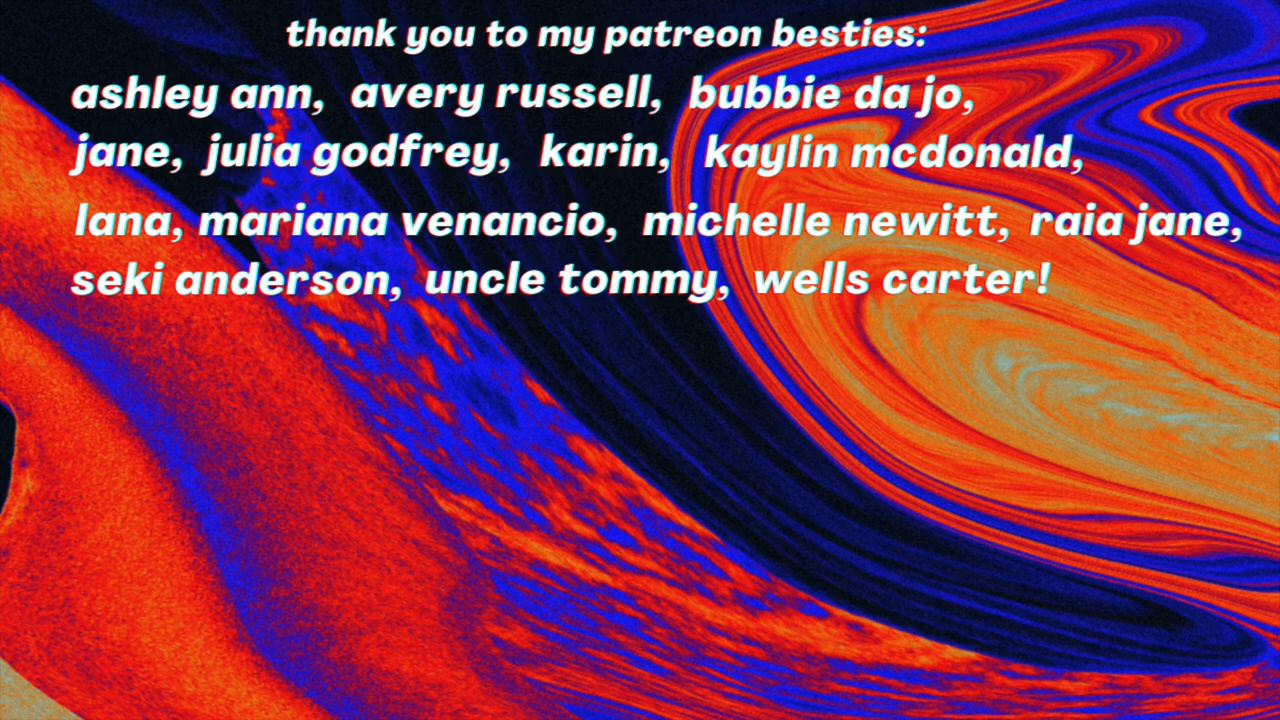 thank you to my patreon besties:
ashley ann, avery russell, bubbie da jo,
jane, julia godfrey, karin, kaylin mcdonald,
lana, mariana venancio, michelle newitt, raia jane,
seki anderson, uncle tommy, wells carter!